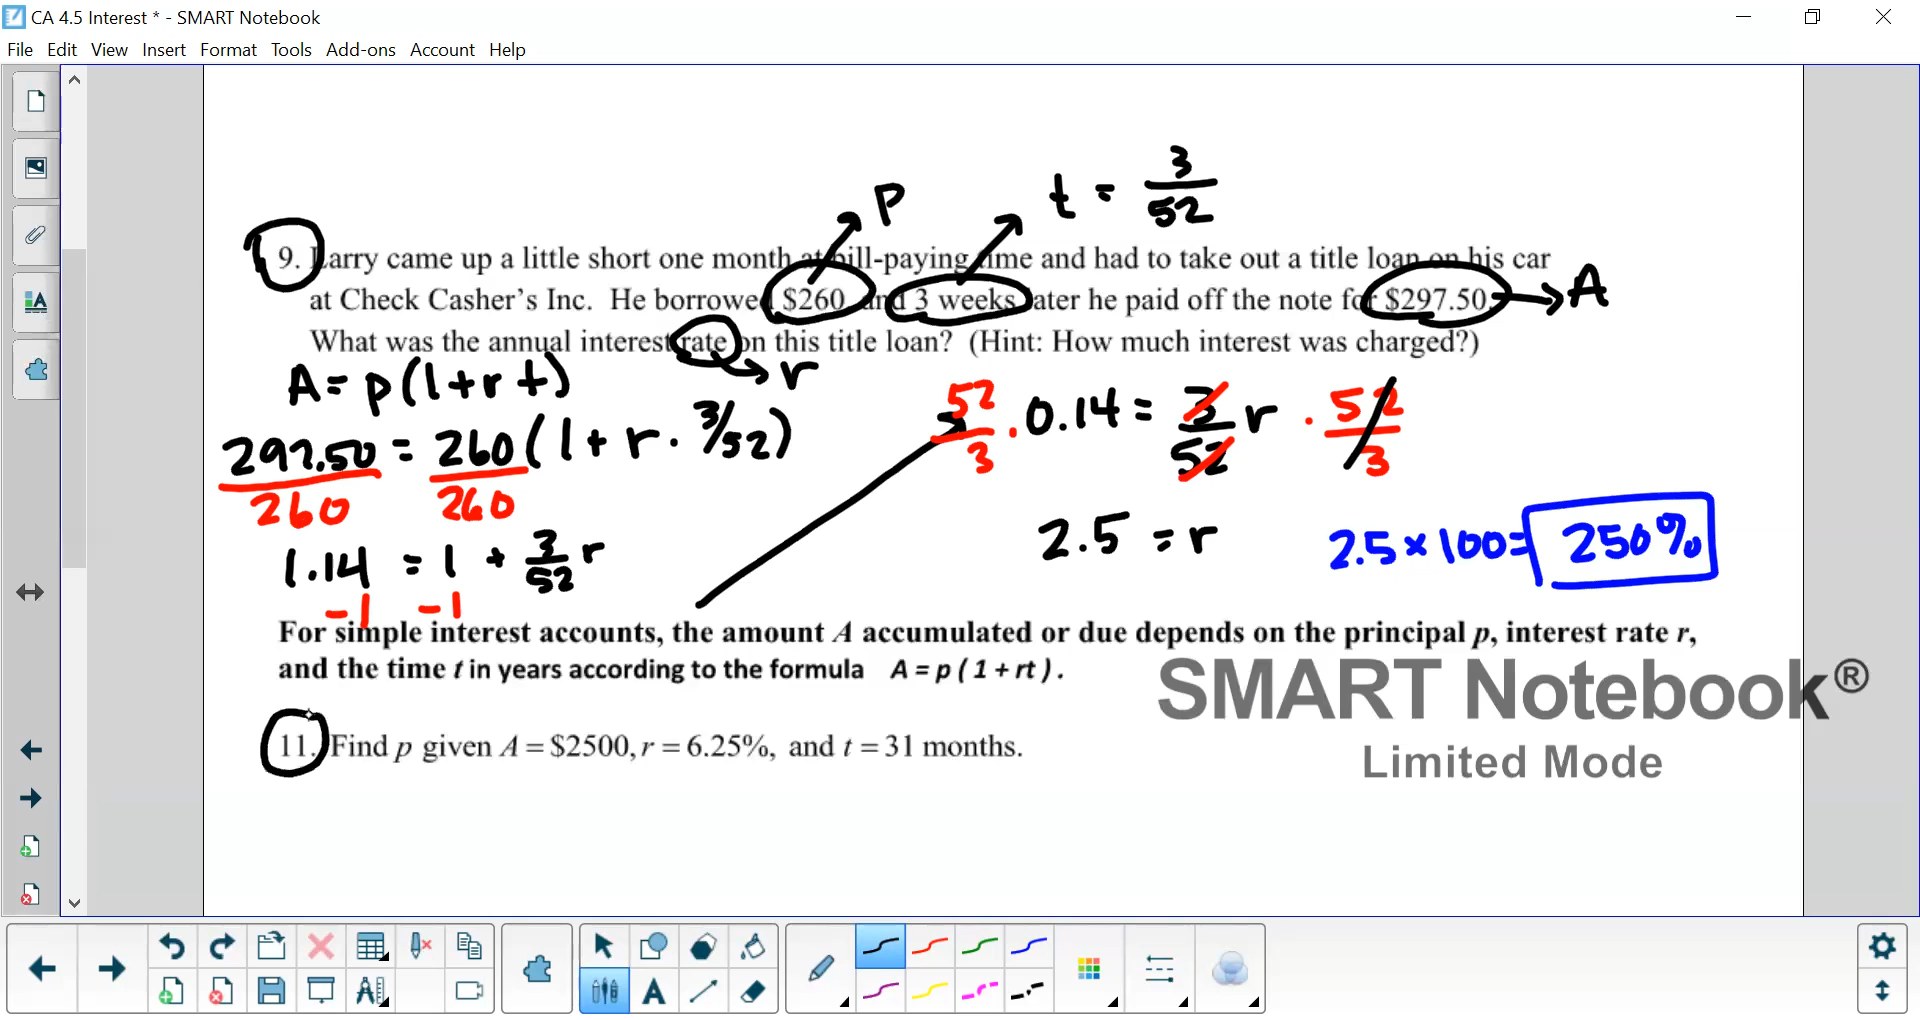 CA 4.5 Interest * - SMART Notebook
File Edit View Insert Format Tools Add-ons Account Help
P
t = 3/52
9. Larry came up a little short one month at bill-paying time and had to take out a title loan on his car
at Check Casher's Inc. He borrowed $260 and 3 weeks later he paid off the note for $297.50.
A
What was the annual interest rate on this title loan? (Hint: How much interest was charged?)
r
A = p(1+rt)
297.50 = 260(1 + r · 3/52)
260 260
1.14 = 1 + 3/52 r
-1 -1
52/3 · 0.14 = 3/52 r · 52/3
2.5 = r
2.5 × 100 = 250%
For simple interest accounts, the amount A accumulated or due depends on the principal p, interest rate r,
and the time t in years according to the formula A = p ( 1 + rt ) .
SMART Notebook®
Limited Mode
11. Find p given A = $2500, r = 6.25%, and t = 31 months.